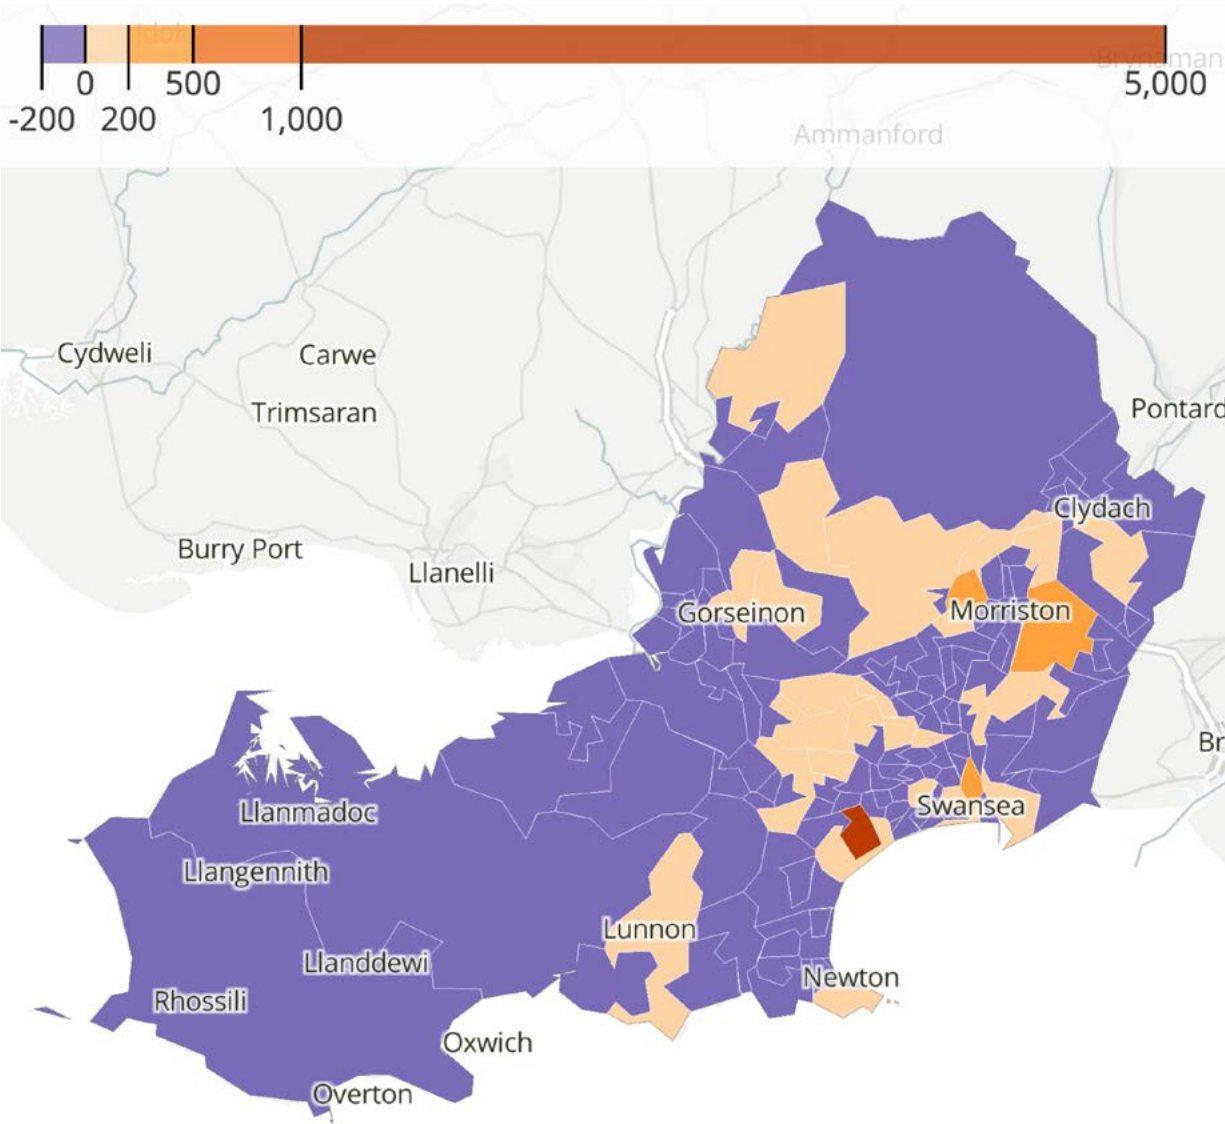 -200 0 200 500 1,000 5,000
Ammanford
Cydweli
Carwe
Trimsaran
Pontard
Clydach
Burry Port
Llanelli
Gorseinon
Morriston
Br
Swansea
Llanmadoc
Llangennith
Lunnon
Llanddewi
Newton
Rhossili
Oxwich
Overton